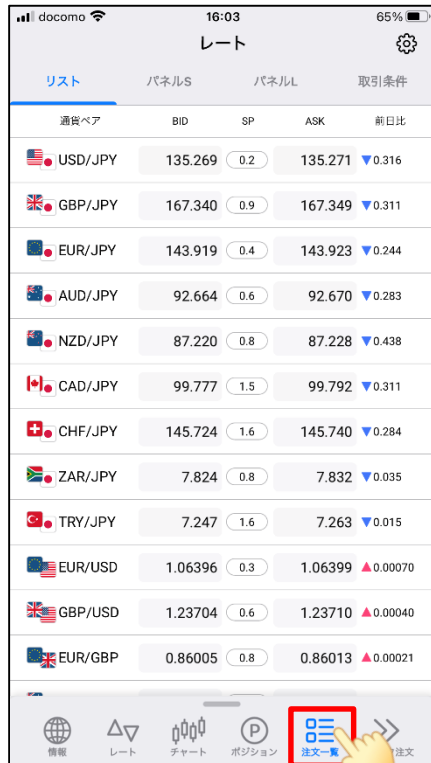 docomo 16:03 65%
レート
リスト パネルS パネルL 取引条件
通貨ペア BID SP ASK 前日比
USD/JPY 135.269 0.2 135.271 ▼0.316
GBP/JPY 167.340 0.9 167.349 ▼0.311
EUR/JPY 143.919 0.4 143.923 ▼0.244
AUD/JPY 92.664 0.6 92.670 ▼0.283
NZD/JPY 87.220 0.8 87.228 ▼0.438
CAD/JPY 99.777 1.5 99.792 ▼0.311
CHF/JPY 145.724 1.6 145.740 ▼0.284
ZAR/JPY 7.824 0.8 7.832 ▼0.035
TRY/JPY 7.247 1.6 7.263 ▼0.015
EUR/USD 1.06396 0.3 1.06399 ▲0.00070
GBP/USD 1.23704 0.6 1.23710 ▲0.00040
EUR/GBP 0.86005 0.8 0.86013 ▲0.00021
情報 レート チャート P ポジション 注文一覧 注文